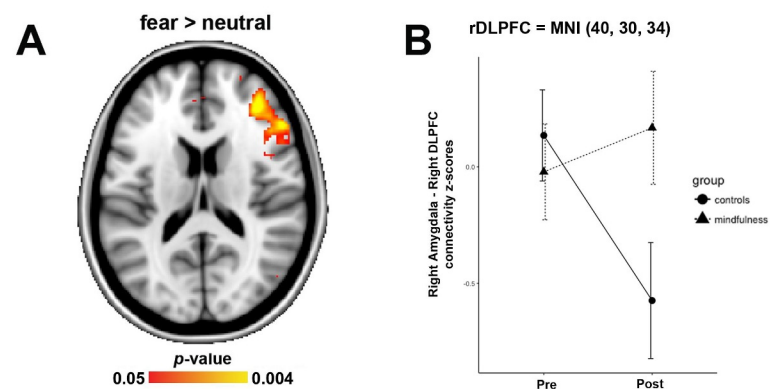 A
fear > neutral
p-value
0.05 0.004
B
rDLPFC = MNI (40, 30, 34)
Right Amygdala - Right DLPFC
connectivity z-scores
0.0
-0.5
Pre Post
group
controls
mindfulness